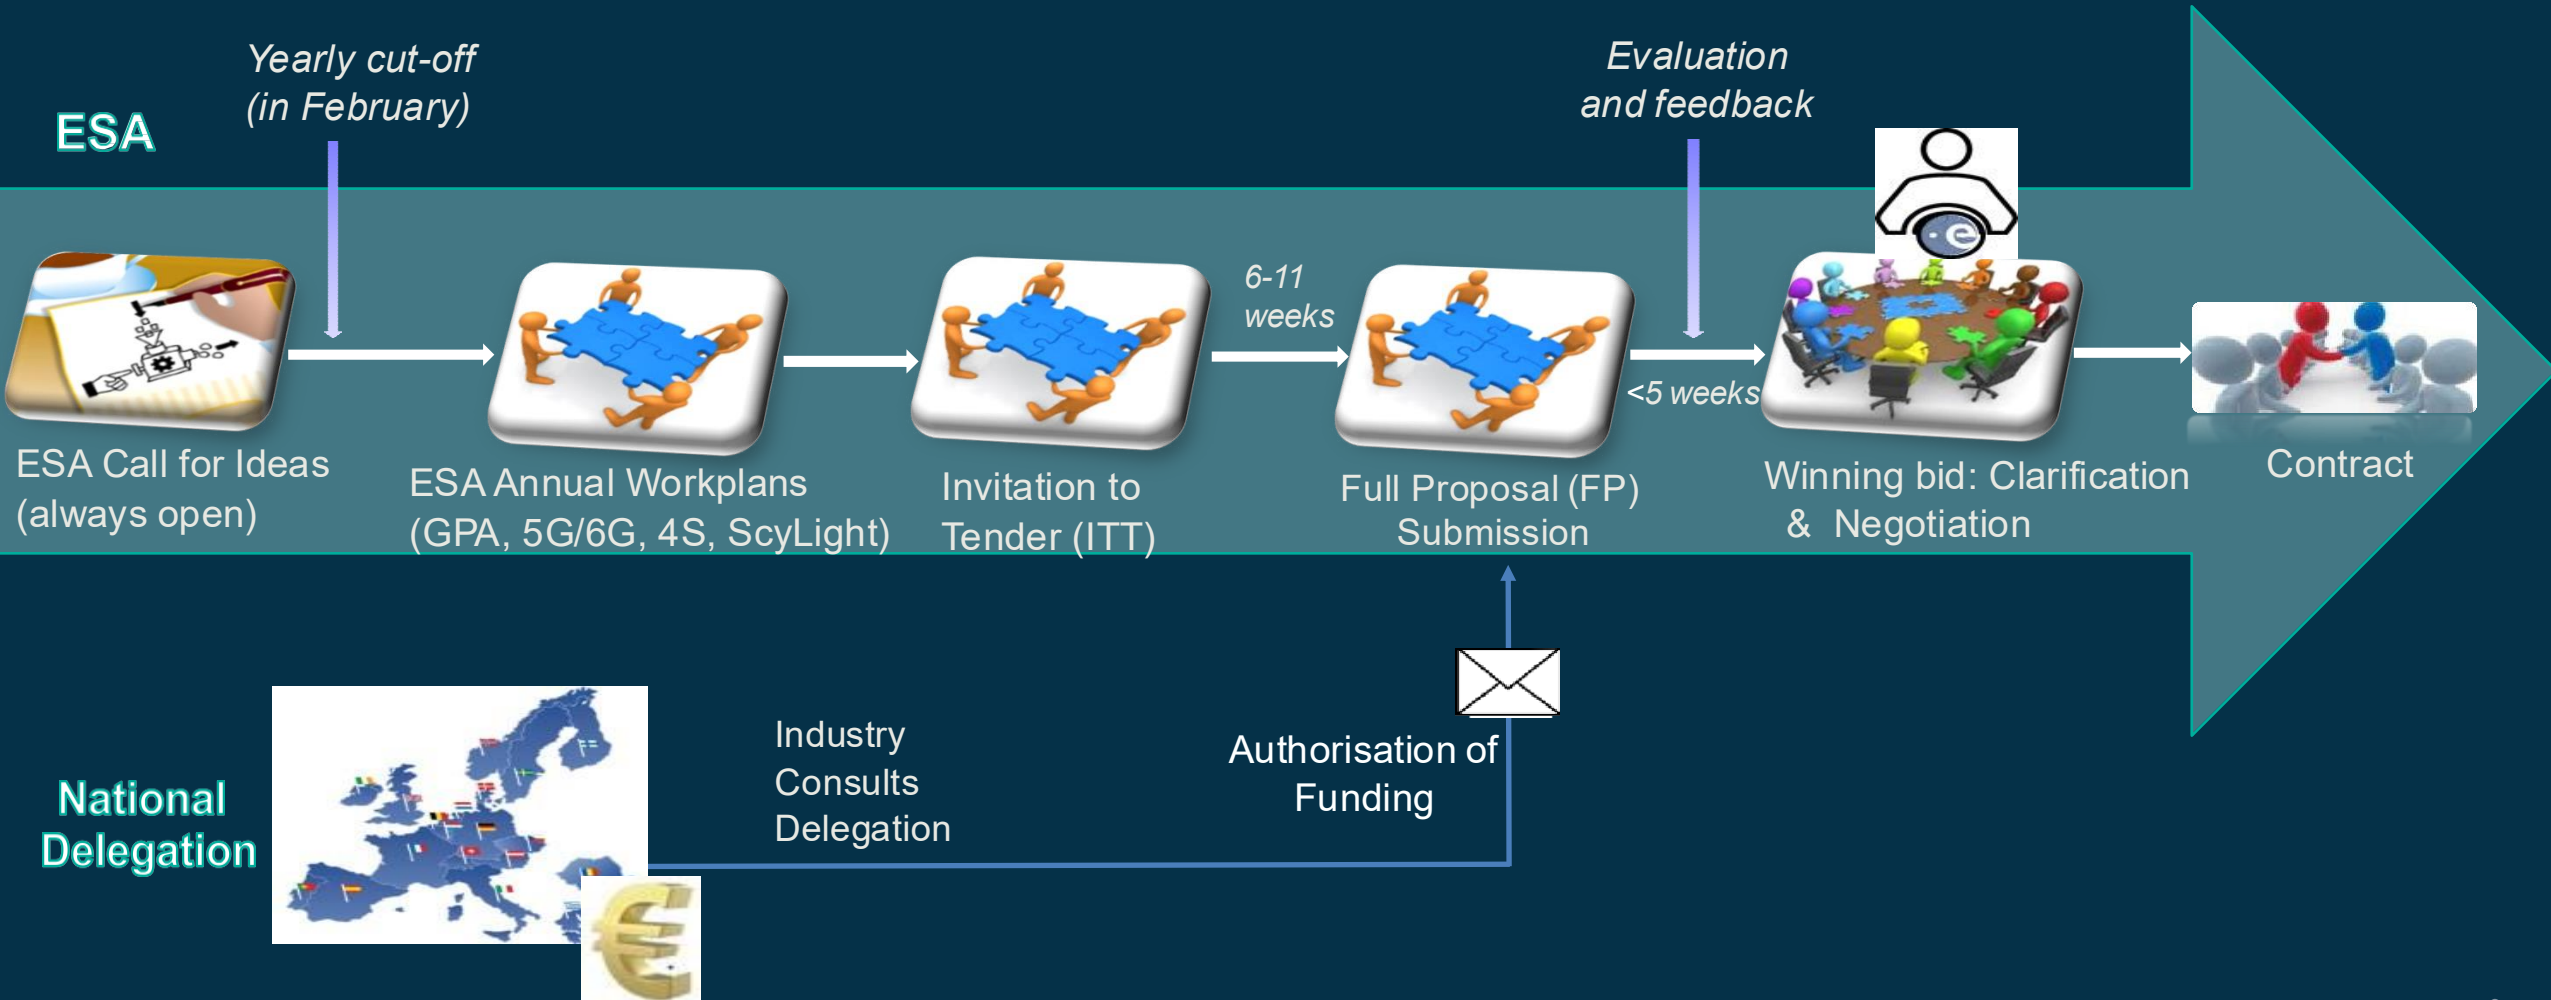 Yearly cut-off
(in February)
Evaluation
and feedback
ESA
6-11
weeks
<5 weeks
ESA Call for Ideas
(always open)
ESA Annual Workplans
(GPA, 5G/6G, 4S, ScyLight)
Invitation to
Tender (ITT)
Full Proposal (FP)
Submission
Winning bid: Clarification
& Negotiation
Contract
National
Delegation
Industry
Consults
Delegation
Authorisation of
Funding